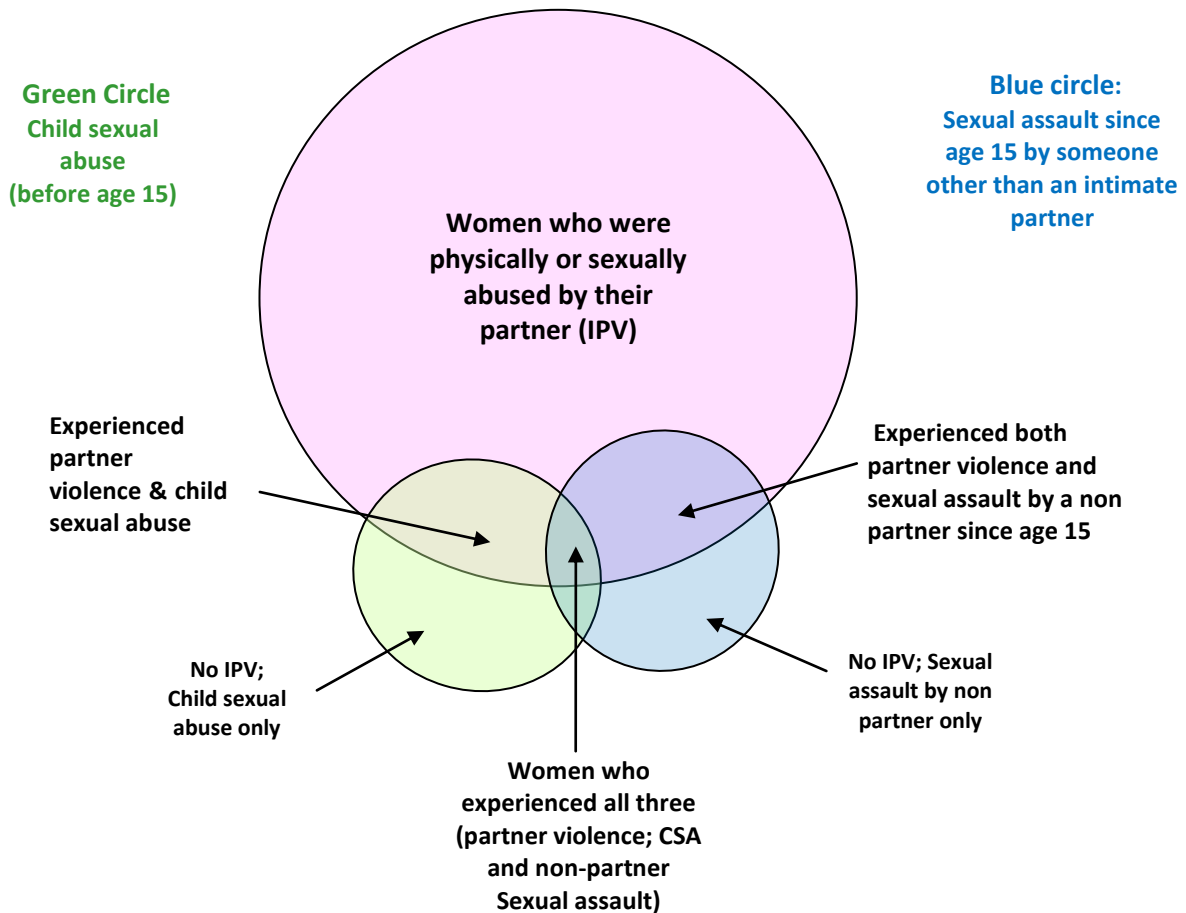 Green Circle
Child sexual
abuse
(before age 15)
Blue circle:
Sexual assault since
age 15 by someone
other than an intimate
partner
Women who were
physically or sexually
abused by their
partner (IPV)
Experienced
partner
violence & child
sexual abuse
Experienced both
partner violence and
sexual assault by a non
partner since age 15
No IPV;
Child sexual
abuse only
No IPV; Sexual
assault by non
partner only
Women who
experienced all three
(partner violence; CSA
and non-partner
Sexual assault)